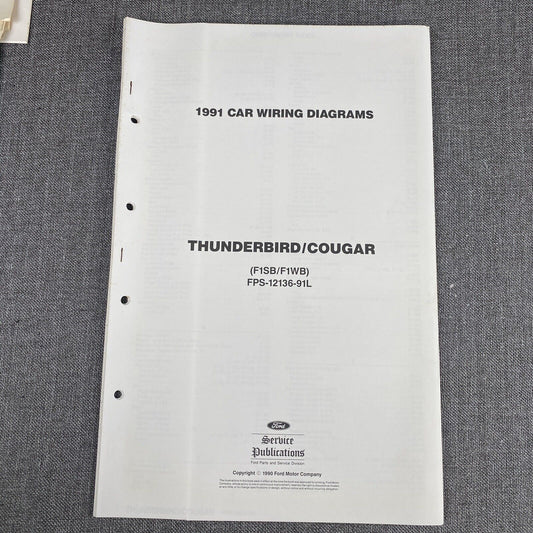 1991 CAR WIRING DIAGRAMS
THUNDERBIRD/COUGAR
(F1SB/F1WB)
FPS-12136-91L
Ford
Service
Publications
Ford Parts and Service Division
Copyright © 1990 Ford Motor Company